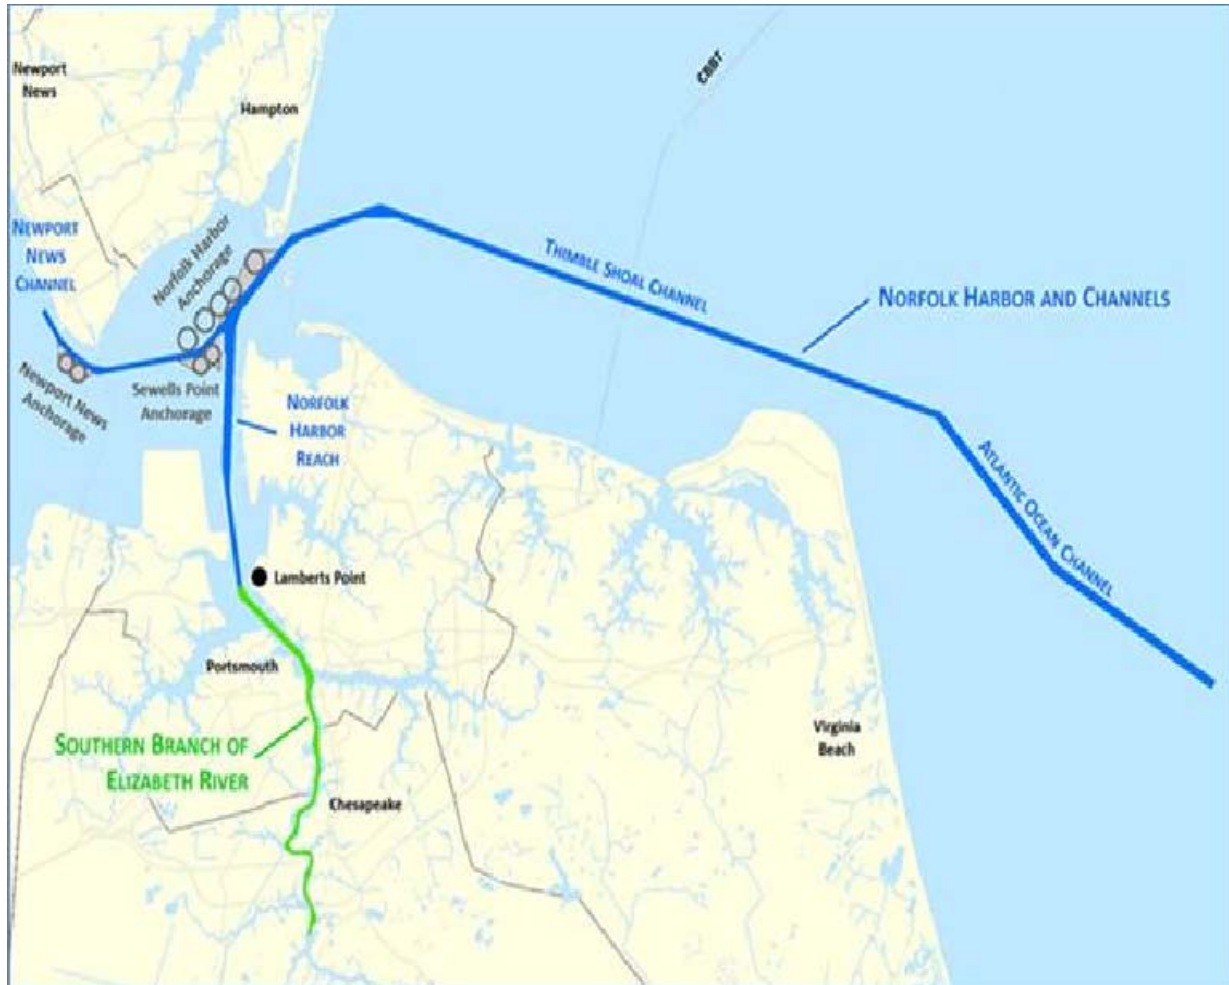 Newport
News
Hampton
CBBT
NEWPORT
NEWS
CHANNEL
Norfolk Harbor
Anchorage
THIMBLE SHOAL CHANNEL
NORFOLK HARBOR AND CHANNELS
Newport News
Anchorage
Sewells Point
Anchorage
NORFOLK
HARBOR
REACH
ATLANTIC OCEAN CHANNEL
Lamberts Point
Portsmouth
SOUTHERN BRANCH OF
ELIZABETH RIVER
Virginia
Beach
Chesapeake